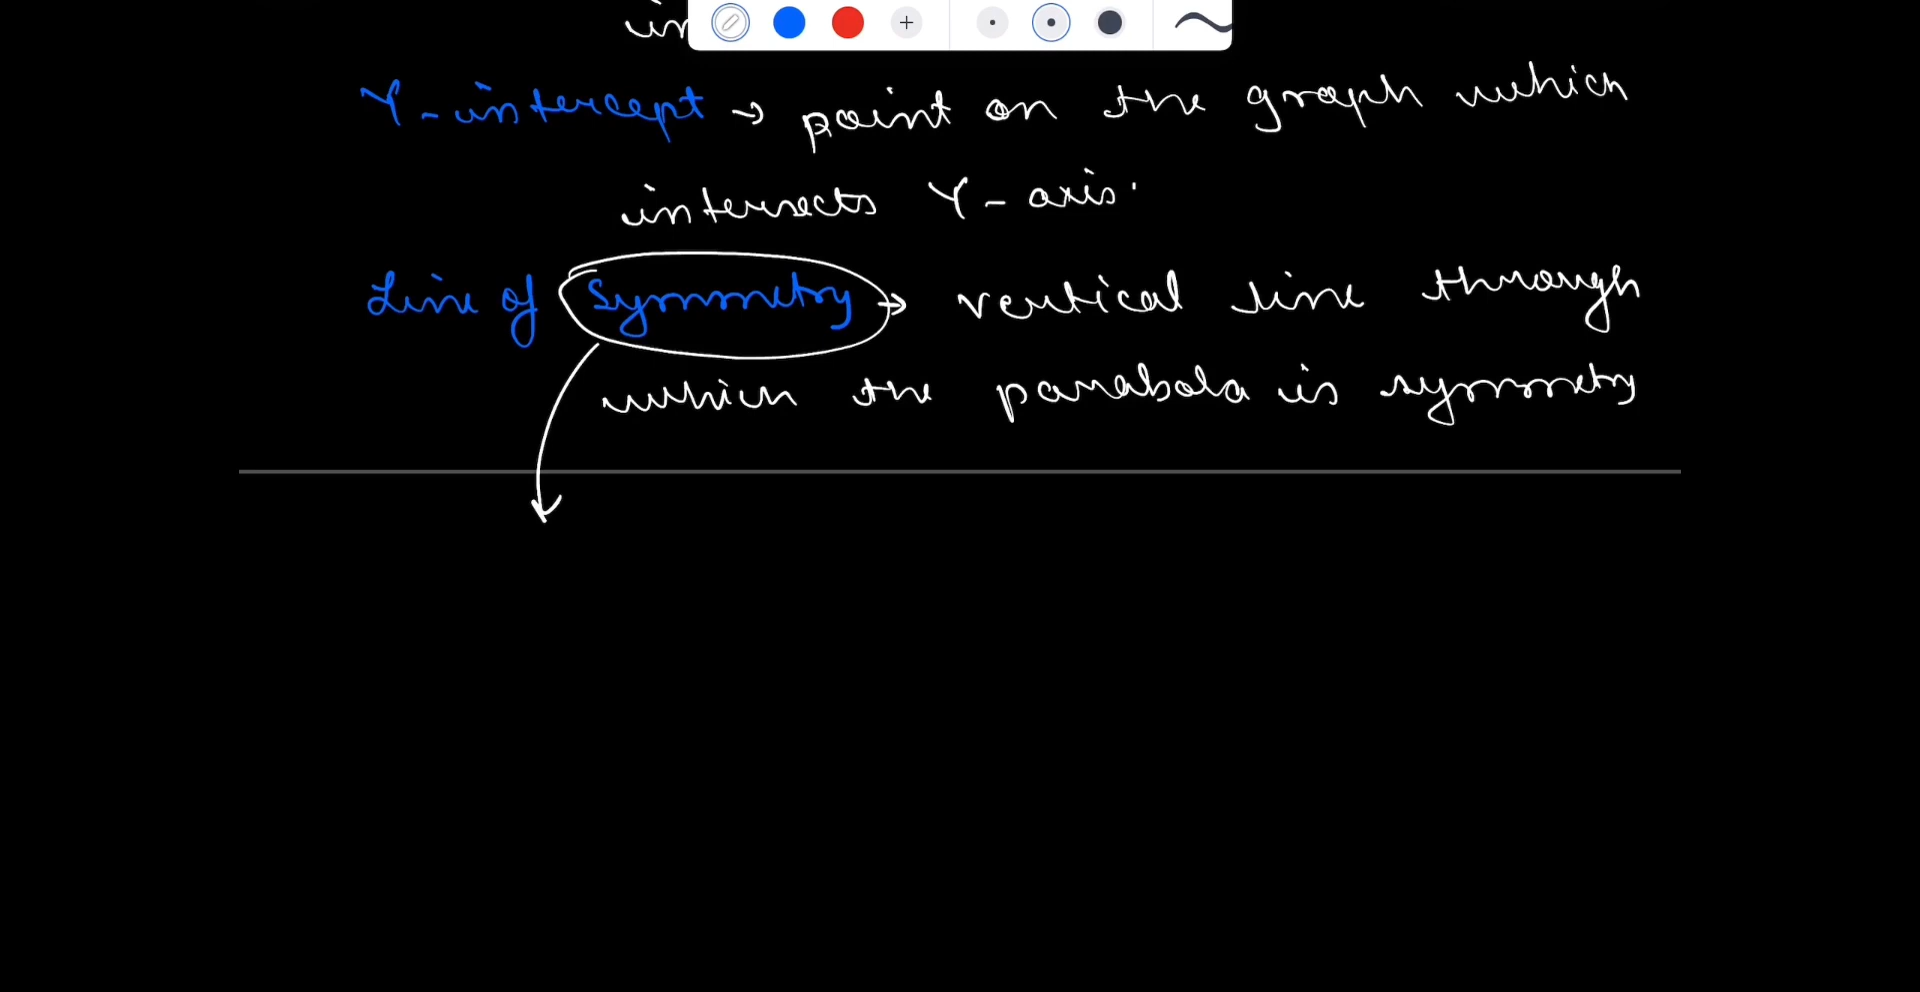 in
Y-intercept → point on the graph which
intersects Y-axis.
Line of Symmetry → vertical line through
which the parabola is symmetry